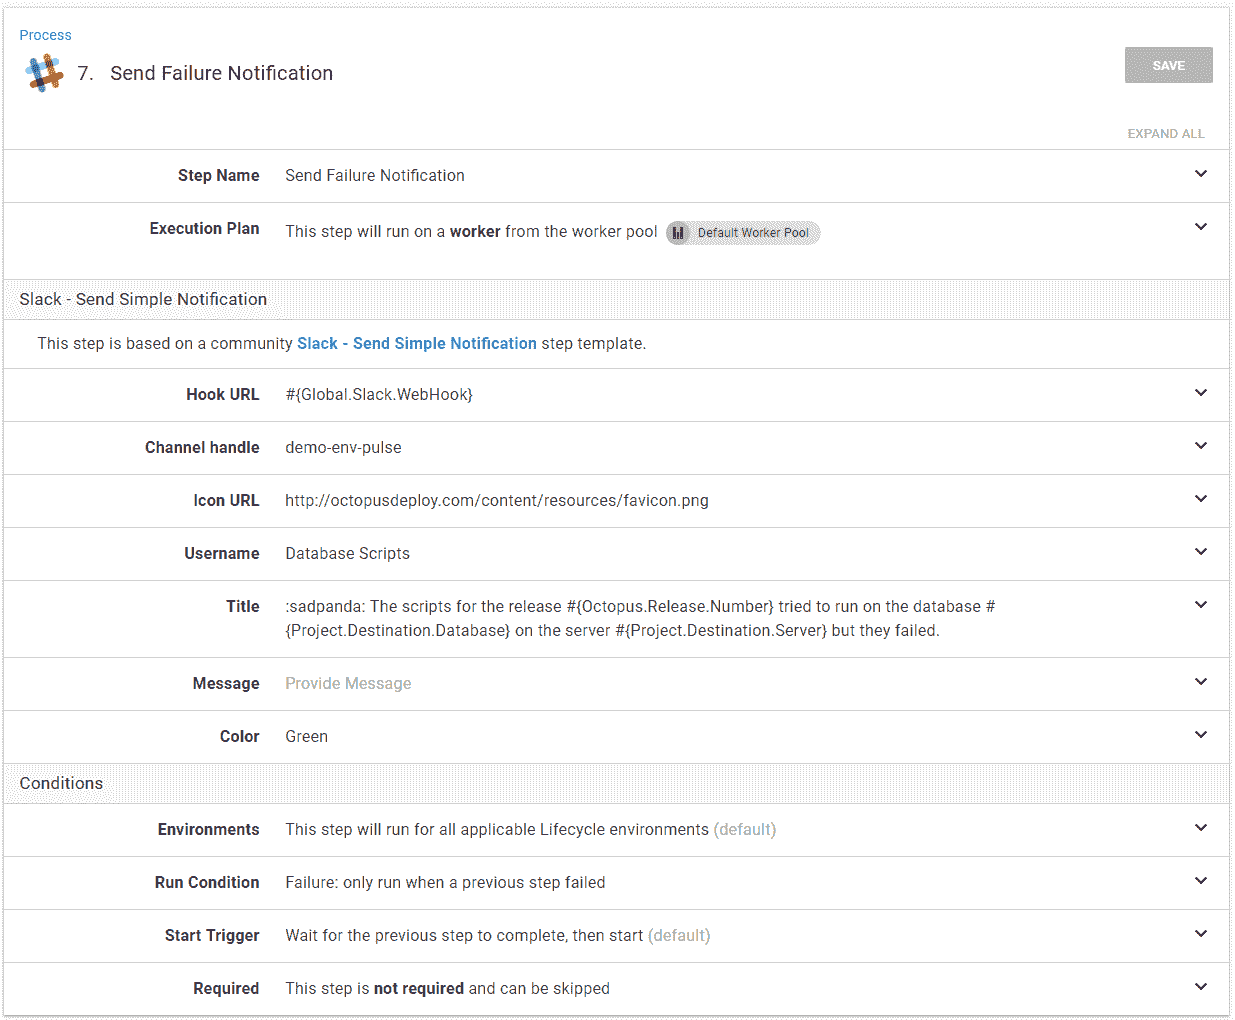 Process
7. Send Failure Notification
SAVE
EXPAND ALL
Step Name Send Failure Notification
Execution Plan This step will run on a worker from the worker pool Default Worker Pool
Slack - Send Simple Notification
This step is based on a community Slack - Send Simple Notification step template.
Hook URL #{Global.Slack.WebHook}
Channel handle demo-env-pulse
Icon URL http://octopusdeploy.com/content/resources/favicon.png
Username Database Scripts
Title :sadpanda: The scripts for the release #{Octopus.Release.Number} tried to run on the database #
{Project.Destination.Database} on the server #{Project.Destination.Server} but they failed.
Message Provide Message
Color Green
Conditions
Environments This step will run for all applicable Lifecycle environments (default)
Run Condition Failure: only run when a previous step failed
Start Trigger Wait for the previous step to complete, then start (default)
Required This step is not required and can be skipped